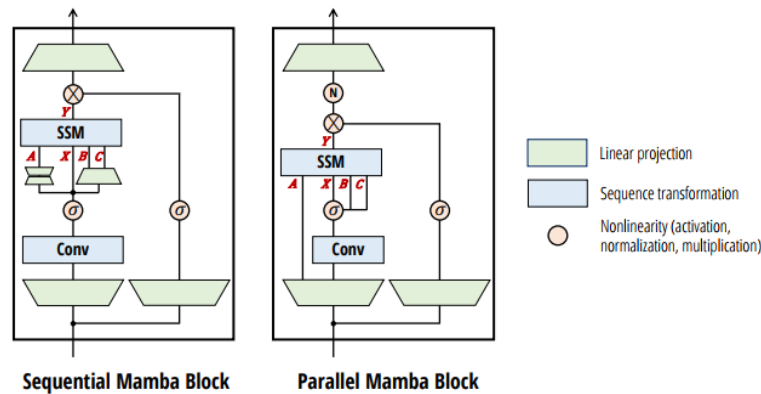 N
Y
Y
SSM
SSM
A X B C
A X B C
σ σ
σ σ
Conv
Conv
Linear projection
Sequence transformation
Nonlinearity (activation,
normalization, multiplication)
Sequential Mamba Block
Parallel Mamba Block